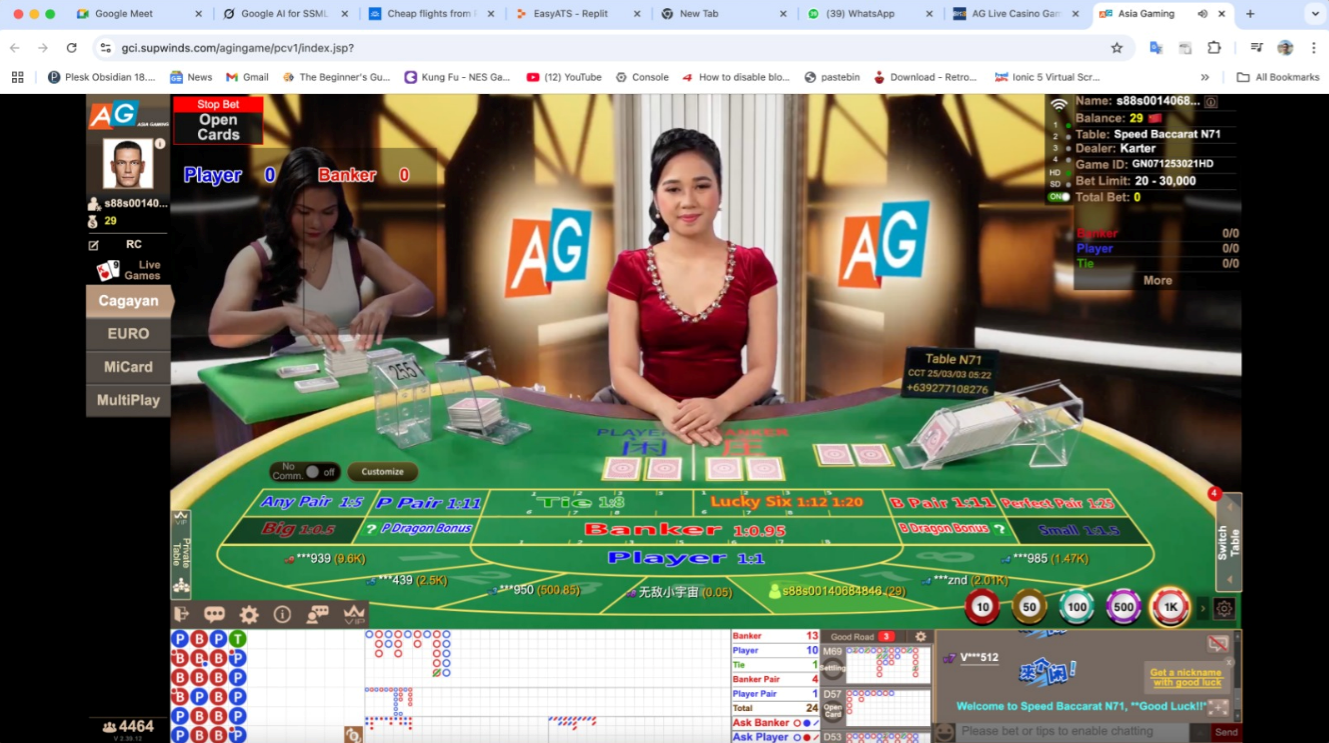 Google Meet
Google AI for SSML
Cheap flights from
EasyATS - Replit
New Tab
(39) WhatsApp
AG Live Casino Gam
Asia Gaming
gci.supwinds.com/agingame/pcv1/index.jsp?
Plesk Obsidian 18....
News
Gmail
The Beginner's Gu...
Kung Fu - NES Ga...
(12) YouTube
Console
How to disable blo...
pastebin
Download - Retro...
Ionic 5 Virtual Scr...
All Bookmarks
AG ASIA GAMING
Stop Bet
Open
Cards
Player 0 Banker 0
Name: s88s0014068...
Balance: 29
Table: Speed Baccarat N71
Dealer: Karter
Game ID: GN071253021HD
Bet Limit: 20 - 30,000
Total Bet: 0
1
2
3
4
HD
SD
ON
Banker 0/0
Player 0/0
Tie 0/0
More
s88s00140...
29
RC
Live
Games
Cagayan
EURO
MiCard
MultiPlay
AG
AG
255
Table N71
CCT 25/03/03 05:22
+639277108276
PLAYER BANKER
闲 庄
No
Comm. off
Customize
Any Pair 1:5 P Pair 1:11 Tie 1:8 Lucky Six 1:12 1:20 B Pair 1:11 Perfect Pair 1:25
Big 1:0.5 ? P Dragon Bonus Banker 1:0.95 B Dragon Bonus ? Small 1:1.5
Player 1:1
VIP
Private
Table
4
Switch
Table
***939 (9.6K)
***985 (1.47K)
***439 (2.5K)
***950 (500.85)
无敌小宇宙 (0.05)
s88s00140684846 (29)
***znd (2.01K)
10 50 100 500 1K
VIP
P B P T
B B B P
B B B B
B P B P
P P B P
P B B P
Banker 13
Player 10
Tie 1
Banker Pair 4
Player Pair 1
Total 24
Ask Banker
Ask Player
Good Road 3
M69
Settling
D57
Open
Card
D53
V***512
来个闲!
Get a nickname
with good luck
Welcome to Speed Baccarat N71, **Good Luck!!*
Please bet or tips to enable chatting
Send
4464
V 2.39.12